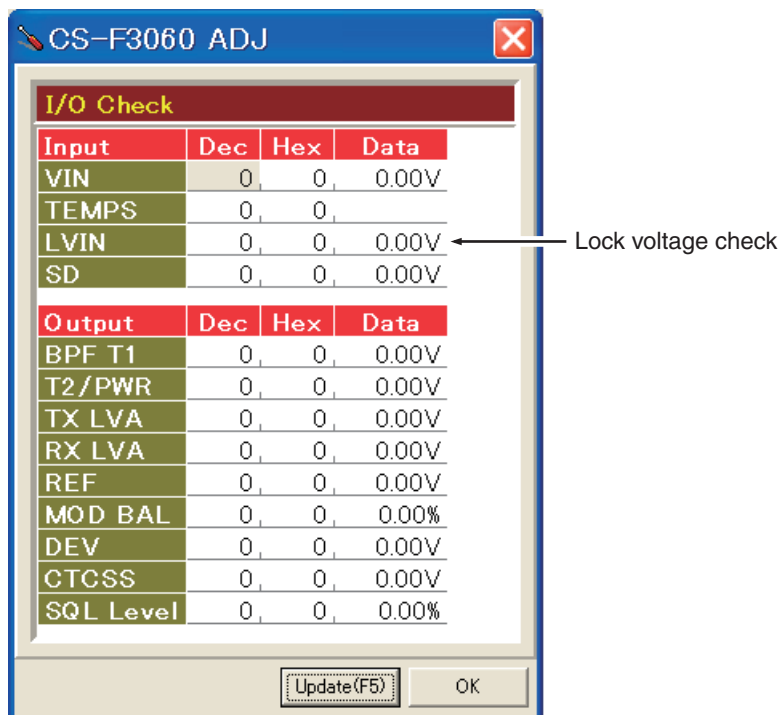 CS-F3060 ADJ
I/O Check
Input Dec Hex Data
VIN 0, 0, 0.00V
TEMPS 0, 0,
LVIN 0, 0, 0.00V
Lock voltage check
SD 0, 0, 0.00V
Output Dec Hex Data
BPF T1 0, 0, 0.00V
T2/PWR 0, 0, 0.00V
TX LVA 0, 0, 0.00V
RX LVA 0, 0, 0.00V
REF 0, 0, 0.00V
MOD BAL 0, 0, 0.00%
DEV 0, 0, 0.00V
CTCSS 0, 0, 0.00V
SQL Level 0, 0, 0.00%
Update(F5) OK